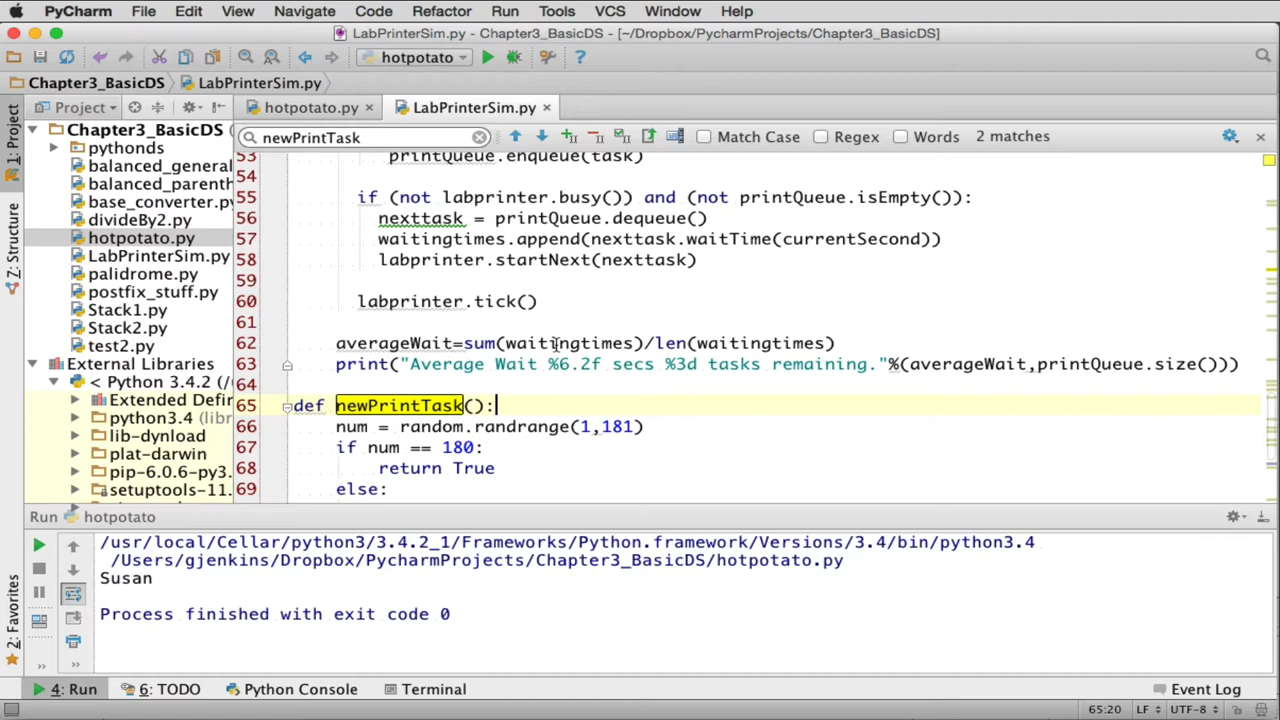 PyCharm File Edit View Navigate Code Refactor Run Tools VCS Window Help
LabPrinterSim.py - Chapter3_BasicDS - [~/Dropbox/PycharmProjects/Chapter3_BasicDS]
hotpotato
Chapter3_BasicDS LabPrinterSim.py
Project hotpotato.py LabPrinterSim.py
newPrintTask Match Case Regex Words 2 matches
1: Project
Z: Structure
2: Favorites
Chapter3_BasicDS (
pythonds
balanced_general
balanced_parenth
base_converter.py
divideBy2.py
hotpotato.py
LabPrinterSim.py
palidrome.py
postfix_stuff.py
Stack1.py
Stack2.py
test2.py
External Libraries
< Python 3.4.2 (/u
Extended Defin
python3.4 (libr
lib-dynload
plat-darwin
pip-6.0.6-py3.
setuptools-11.
53 printQueue.enqueue(task)
54
55 if (not labprinter.busy()) and (not printQueue.isEmpty()):
56 nexttask = printQueue.dequeue()
57 waitingtimes.append(nexttask.waitTime(currentSecond))
58 labprinter.startNext(nexttask)
59
60 labprinter.tick()
61
62 averageWait=sum(waitingtimes)/len(waitingtimes)
63 print("Average Wait %6.2f secs %3d tasks remaining."%(averageWait,printQueue.size()))
64
65 def newPrintTask():
66 num = random.randrange(1,181)
67 if num == 180:
68 return True
69 else:
Run hotpotato
/usr/local/Cellar/python3/3.4.2_1/Frameworks/Python.framework/Versions/3.4/bin/python3.4
/Users/gjenkins/Dropbox/PycharmProjects/Chapter3_BasicDS/hotpotato.py
Susan
Process finished with exit code 0
4: Run 6: TODO Python Console Terminal Event Log
65:20 LF UTF-8